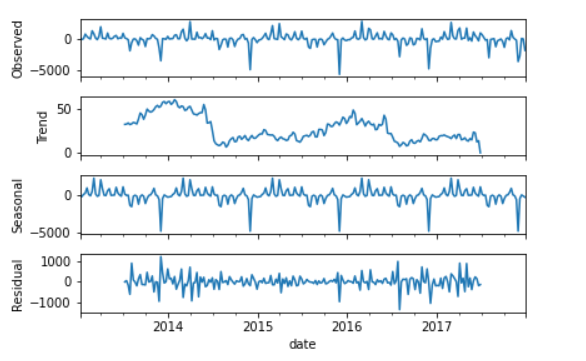 Observed
0
−5000
Trend
50
0
Seasonal
0
−5000
Residual
1000
0
−1000
2014 2015 2016 2017
date